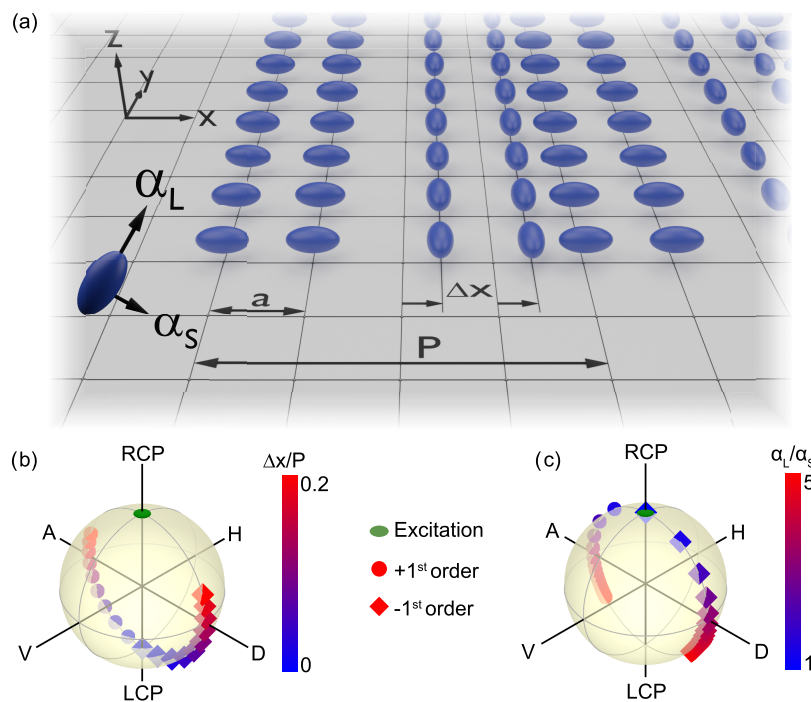 (a)
z
y
x
α_L
α_S
a
Δx
P
(b)
RCP
Δx/P
0.2
A
H
V
D
LCP
0
Excitation
+1st order
-1st order
(c)
RCP
α_L/α_S
5
A
H
V
D
LCP
1